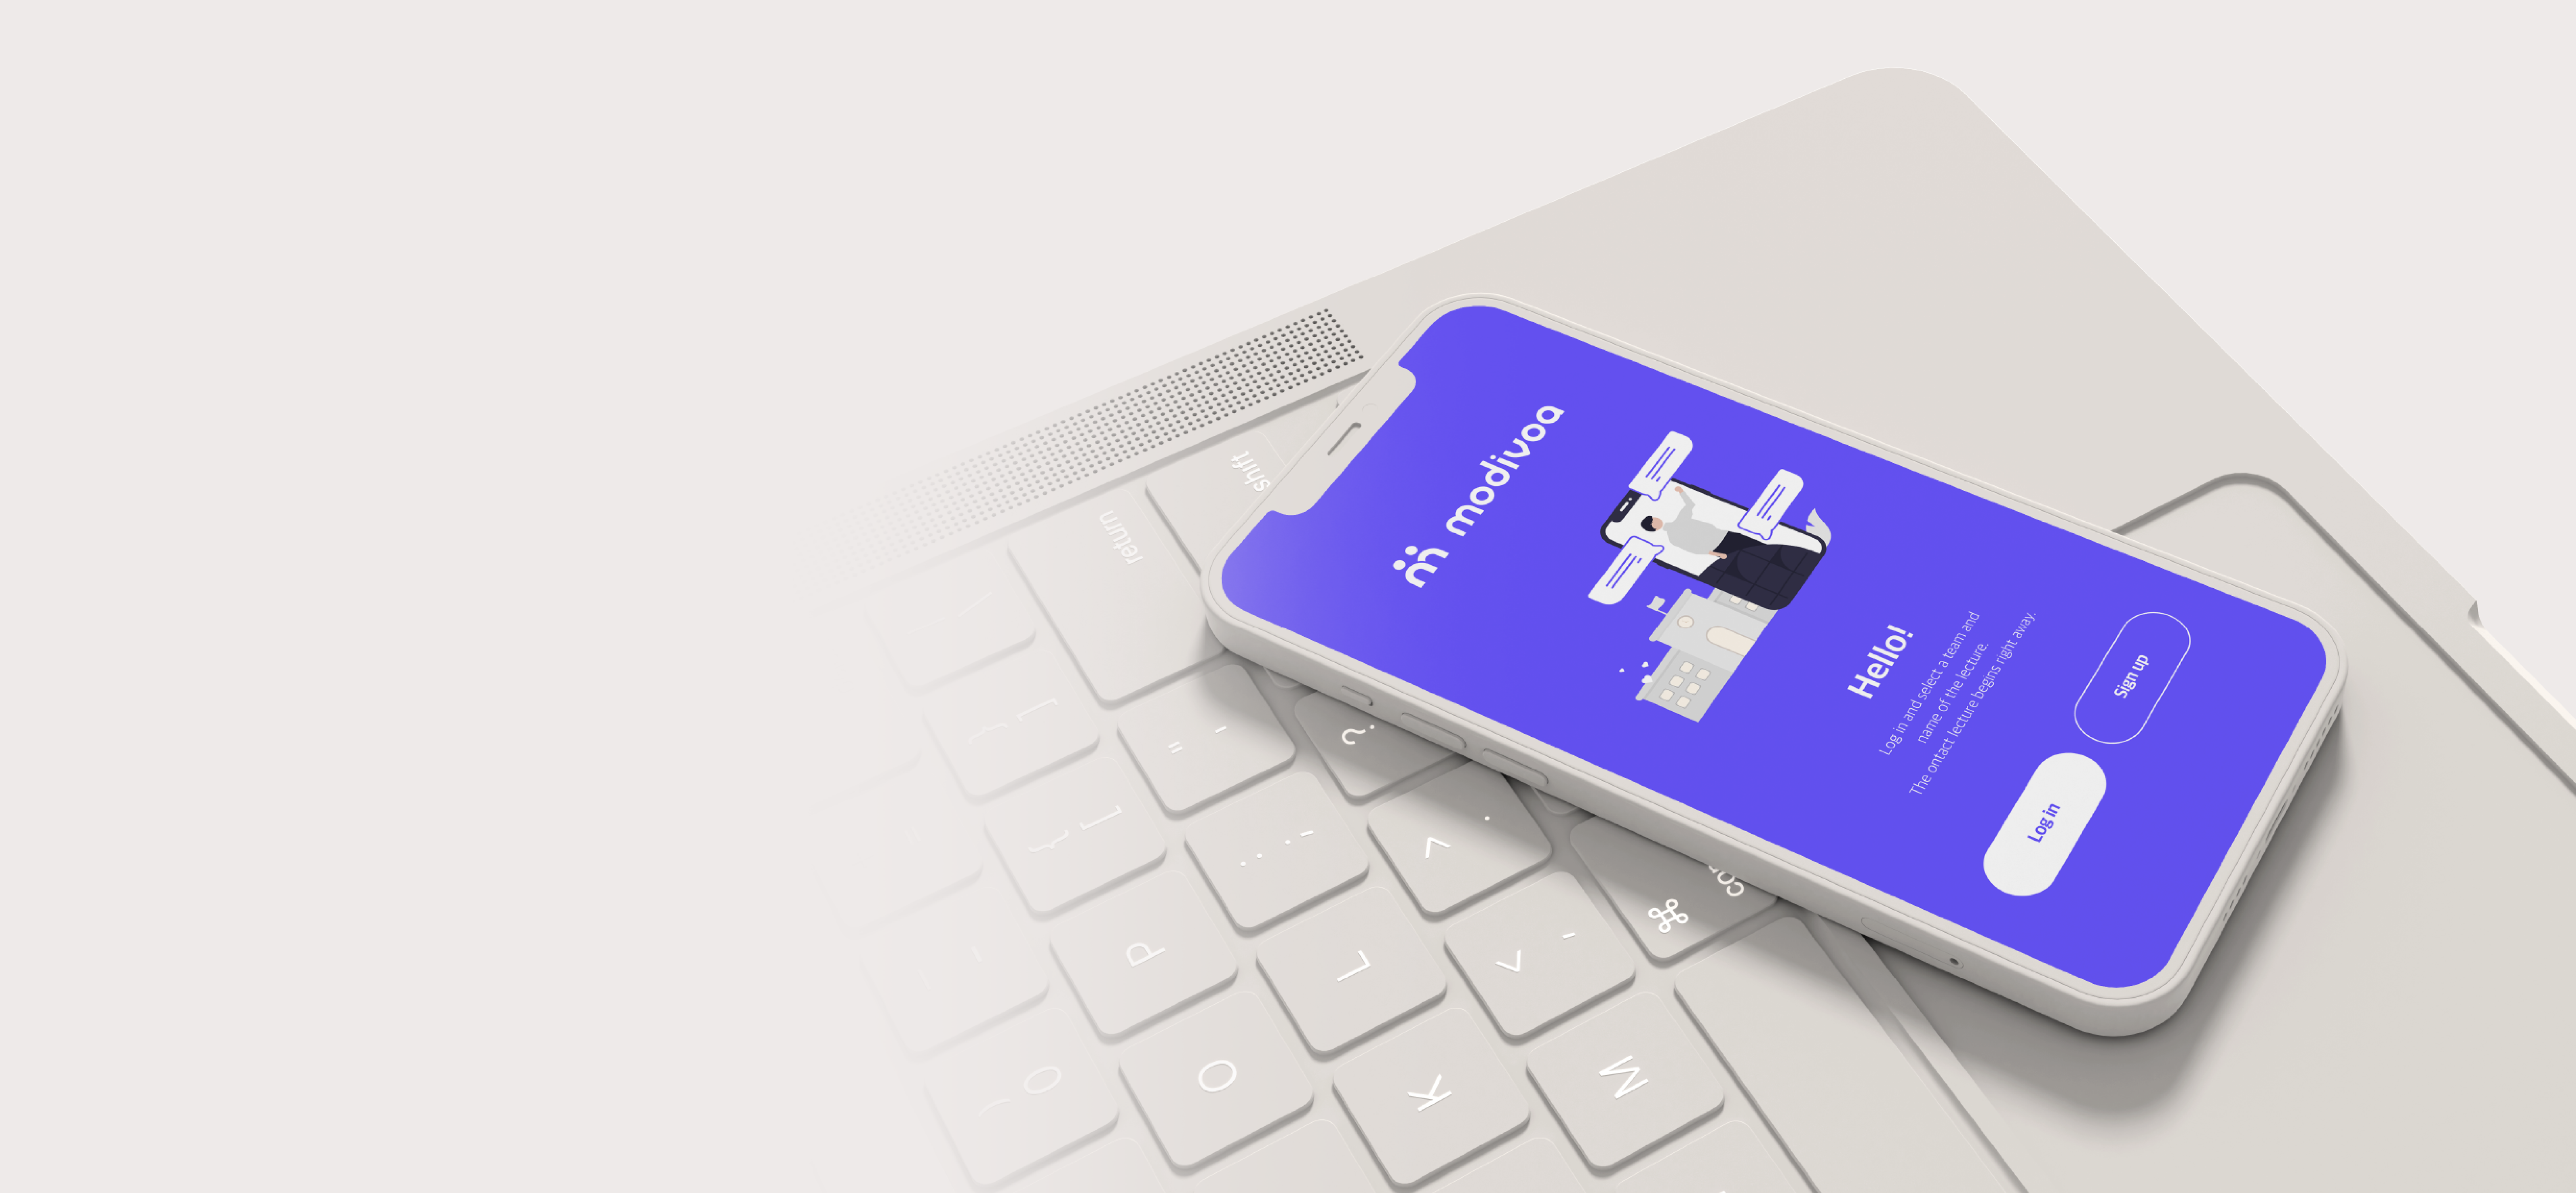 modivoa
Hello!
Log in and select a team and
name of the lecture.
The ontact lecture begins right away.
Log in
Sign up
shift
return
" '
?
} ]
: ;
> .
⌘
P
L
< ,
O
K
M
) 0